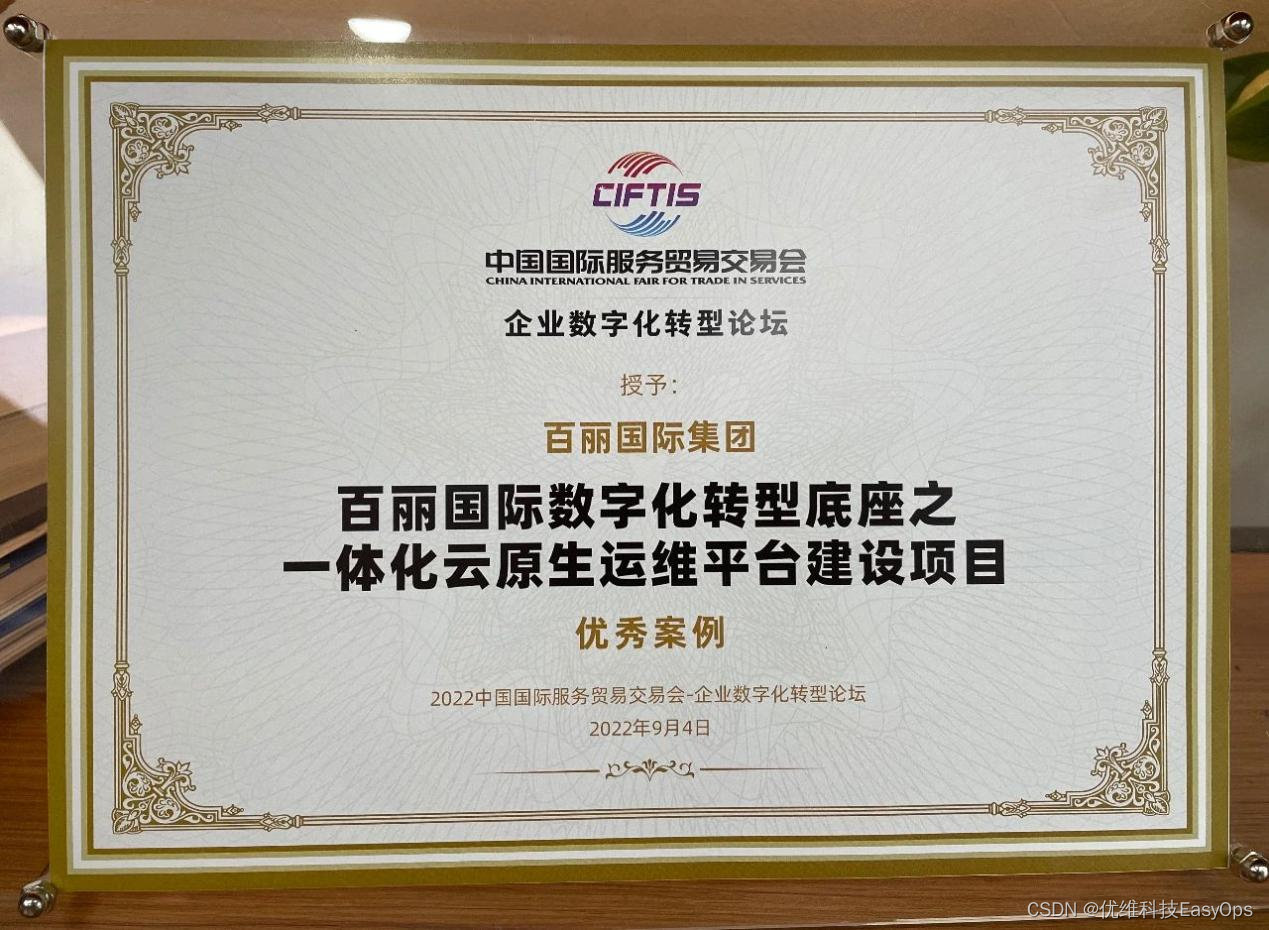 CIFTIS
中国国际服务贸易交易会
CHINA INTERNATIONAL FAIR FOR TRADE IN SERVICES
企业数字化转型论坛
授予：
百丽国际集团
百丽国际数字化转型底座之
一体化云原生运维平台建设项目
优秀案例
2022中国国际服务贸易交易会-企业数字化转型论坛
2022年9月4日
CSDN @优维科技EasyOps